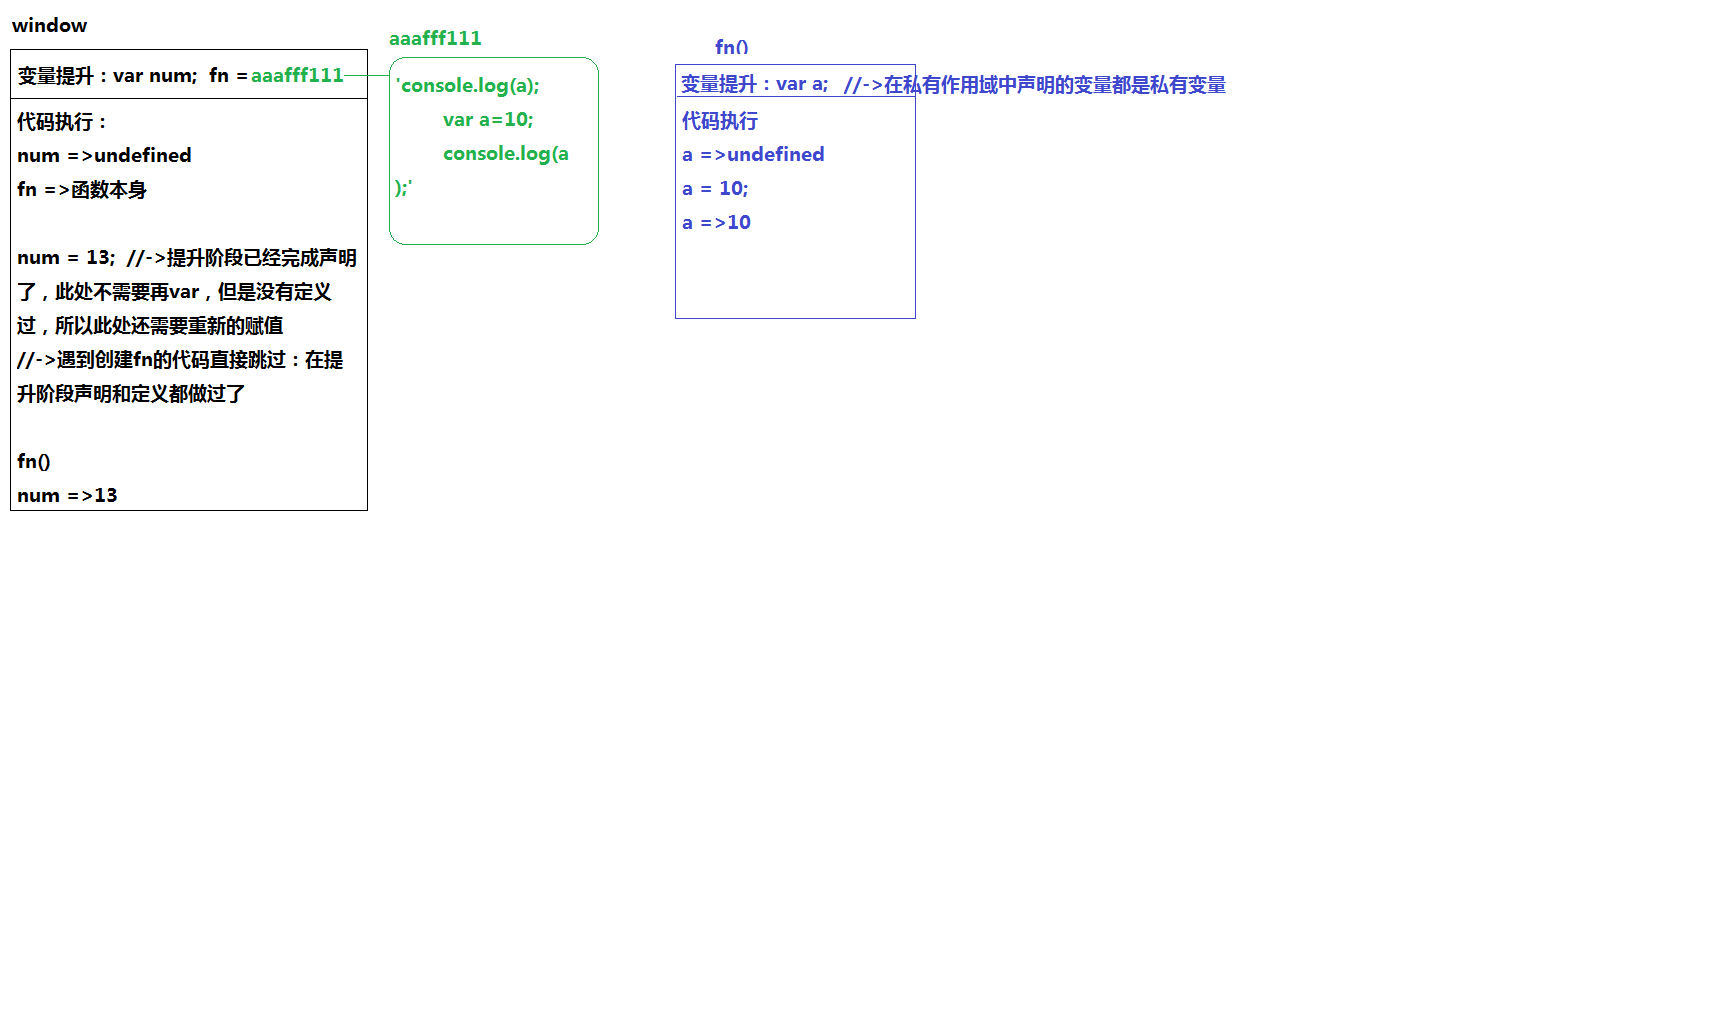 window
变量提升：var num;  fn =aaafff111
代码执行：
num =>undefined
fn =>函数本身
num = 13;  //->提升阶段已经完成声明
了，此处不需要再var，但是没有定义
过，所以此处还需要重新的赋值
//->遇到创建fn的代码直接跳过：在提
升阶段声明和定义都做过了
fn()
num =>13
aaafff111
'console.log(a);
var a=10;
console.log(a
);'
fn()
变量提升：var a;  //->在私有作用域中声明的变量都是私有变量
代码执行
a =>undefined
a = 10;
a =>10